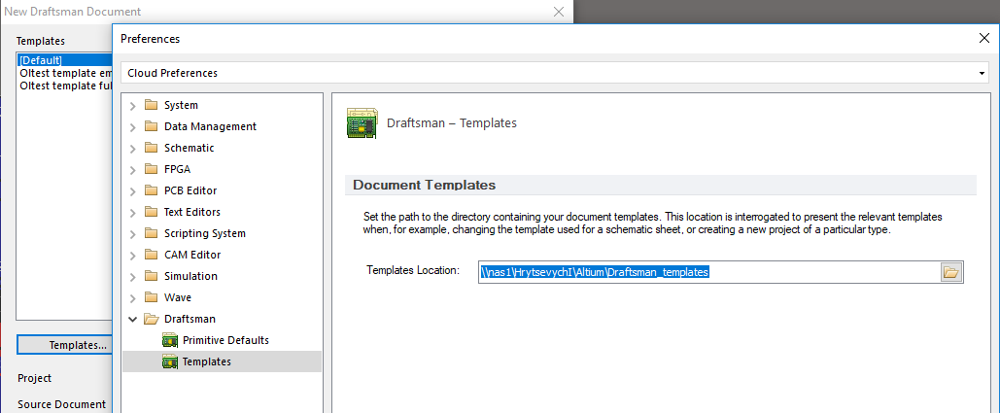 New Draftsman Document
Templates
[Default]
Oltest template em
Oltest template ful
Templates...
Project
Source Document
Preferences
Cloud Preferences
System
Data Management
Schematic
FPGA
PCB Editor
Text Editors
Scripting System
CAM Editor
Simulation
Wave
Draftsman
Primitive Defaults
Templates
Draftsman – Templates
Document Templates
Set the path to the directory containing your document templates. This location is interrogated to present the relevant templates
when, for example, changing the template used for a schematic sheet, or creating a new project of a particular type.
Templates Location:
\\nas1\HrytsevychI\Altium\Draftsman_templates